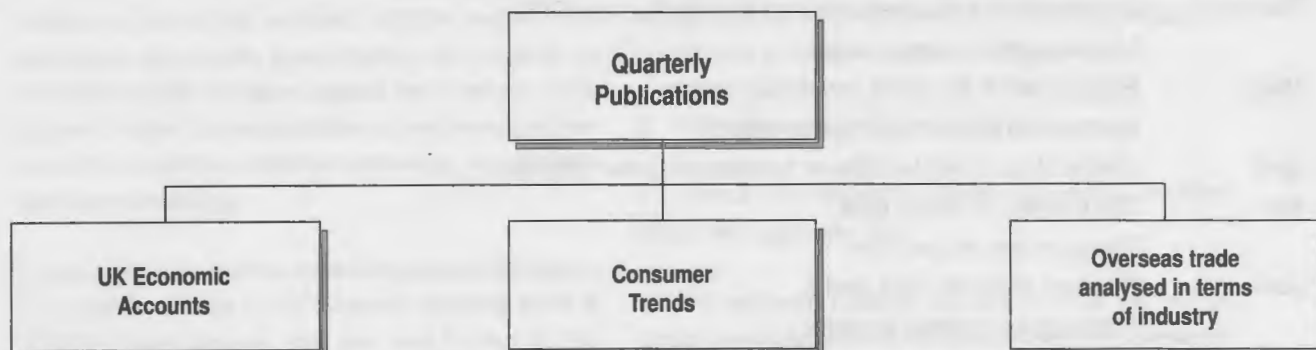 Quarterly
Publications
UK Economic
Accounts
Consumer
Trends
Overseas trade
analysed in terms
of industry